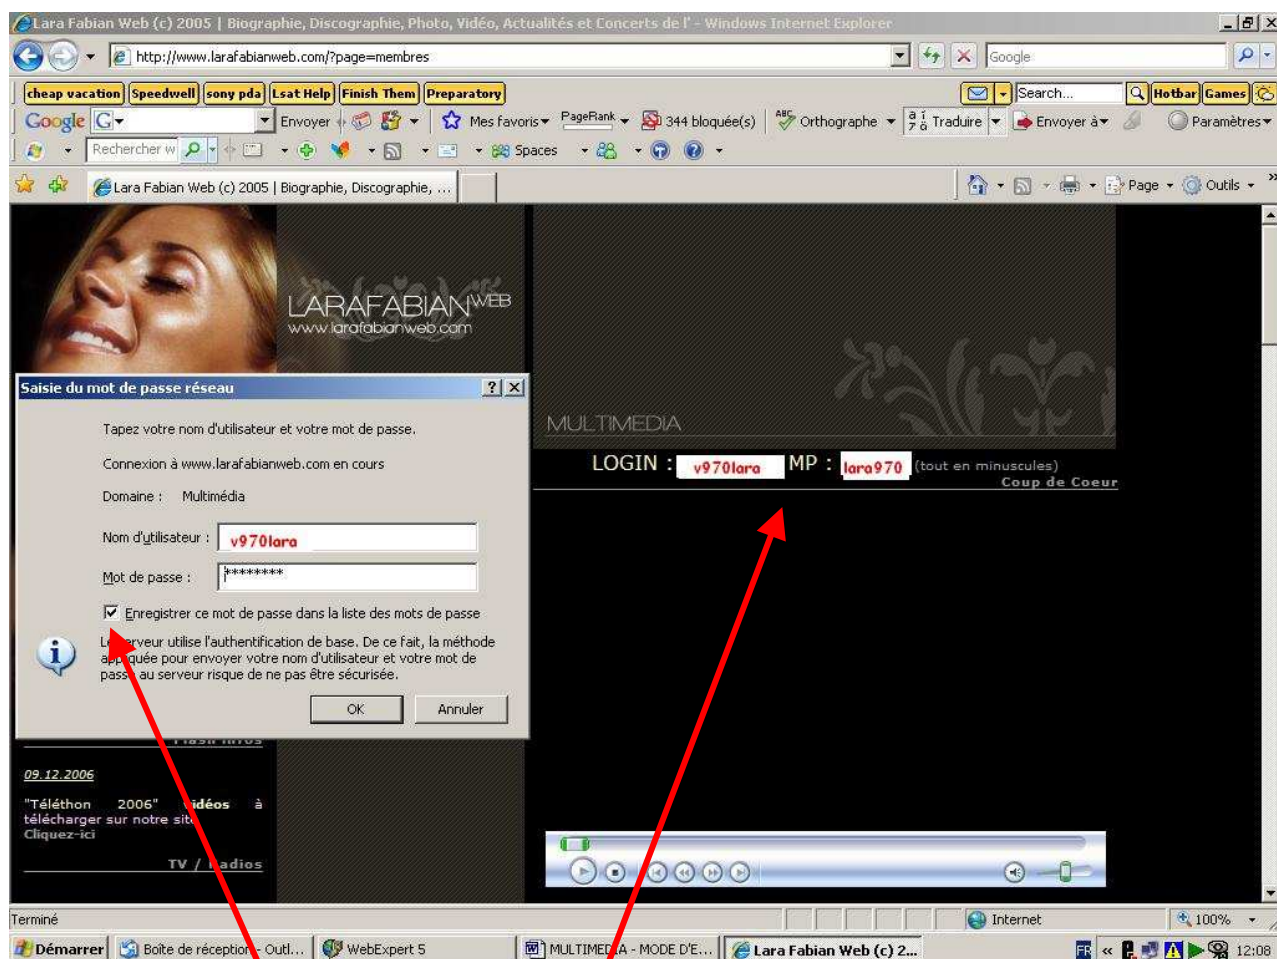 Lara Fabian Web (c) 2005 | Biographie, Discographie, Photo, Vidéo, Actualités et Concerts de l' - Windows Internet Explorer
http://www.larafabianweb.com/?page=membres
Google
cheap vacation Speedwell sony pda Lsat Help Finish Them Preparatory Search... Hotbar Games
Google G Envoyer Mes favoris PageRank 344 bloquée(s) Orthographe Traduire Envoyer à Paramètres
Rechercher w Spaces
Lara Fabian Web (c) 2005 | Biographie, Discographie, ... Page Outils
LARAFABIANWEB
www.larafabianweb.com
Saisie du mot de passe réseau
Tapez votre nom d'utilisateur et votre mot de passe.
Connexion à www.larafabianweb.com en cours
Domaine : Multimédia
Nom d'utilisateur : v970lara
Mot de passe : ********
Enregistrer ce mot de passe dans la liste des mots de passe
Le serveur utilise l'authentification de base. De ce fait, la méthode
appliquée pour envoyer votre nom d'utilisateur et votre mot de
passe au serveur risque de ne pas être sécurisée.
OK Annuler
MULTIMEDIA
LOGIN : v970lara MP : lara970 (tout en minuscules)
Coup de Coeur
Flash Infos
09.12.2006
"Téléthon 2006" vidéos à
télécharger sur notre site
Cliquez-ici
TV / Radios
Terminé Internet 100%
Démarrer Boîte de réception - Outl... WebExpert 5 MULTIMEDIA - MODE D'E... Lara Fabian Web (c) 2... FR 12:08